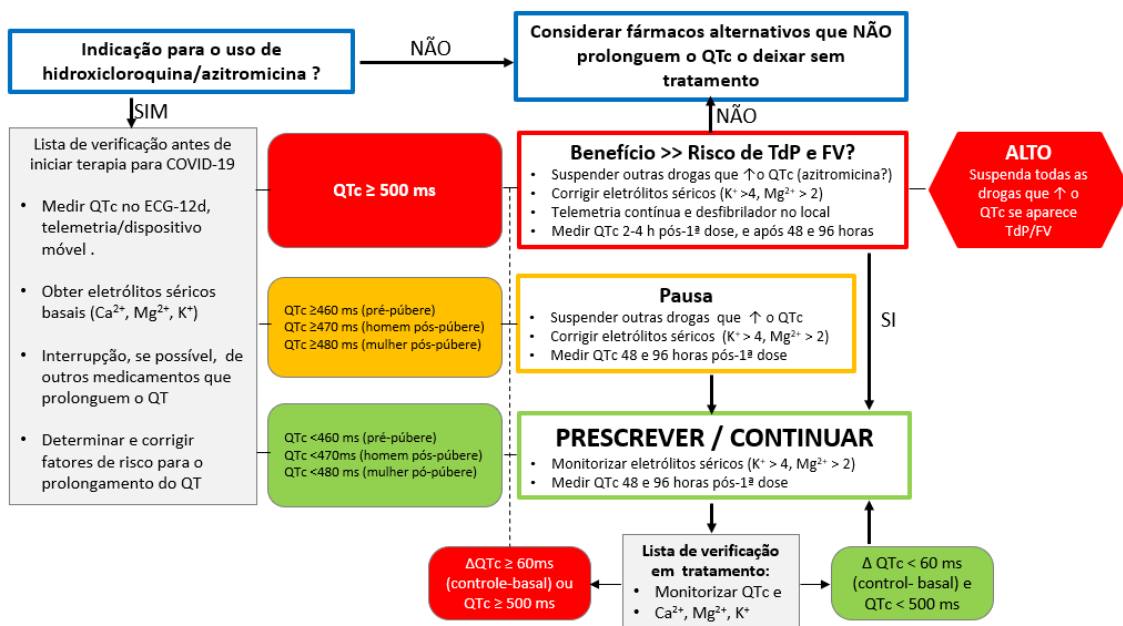 Indicação para o uso de
hidroxicloroquina/azitromicina ?
NÃO
Considerar fármacos alternativos que NÃO
prolonguem o QTc o deixar sem
tratamento
SIM
NÃO
Lista de verificação antes de
iniciar terapia para COVID-19
• Medir QTc no ECG-12d,
telemetria/dispositivo
móvel .
• Obter eletrólitos séricos
basais (Ca²⁺, Mg²⁺, K⁺)
• Interrupção, se possível, de
outros medicamentos que
prolonguem o QT
• Determinar e corrigir
fatores de risco para o
prolongamento do QT
QTc ≥ 500 ms
Benefício >> Risco de TdP e FV?
• Suspender outras drogas que ↑o QTc (azitromicina?)
• Corrigir eletrólitos séricos (K⁺ >4, Mg²⁺ > 2)
• Telemetria contínua e desfibrilador no local
• Medir QTc 2-4 h pós-1ª dose, e após 48 e 96 horas
ALTO
Suspenda todas as
drogas que ↑ o
QTc se aparece
TdP/FV
QTc ≥460 ms (pré-púbere)
QTc ≥470 ms (homem pós-púbere)
QTc ≥480 ms (mulher pós-púbere)
Pausa
• Suspender outras drogas que ↑ o QTc
• Corrigir eletrólitos séricos (K⁺ > 4, Mg²⁺ > 2)
• Medir QTc 48 e 96 horas pós-1ª dose
SI
QTc <460 ms (pré-púbere)
QTc <470ms (homem pós-púbere)
QTc <480 ms (mulher pós-púbere)
PRESCREVER / CONTINUAR
• Monitorizar eletrólitos séricos (K⁺ > 4, Mg²⁺ > 2)
• Medir QTc 48 e 96 horas pós-1ª dose
ΔQTc ≥ 60ms
(controle-basal) ou
QTc ≥ 500 ms
Lista de verificação
em tratamento:
• Monitorizar QTc e
• Ca²⁺, Mg²⁺, K⁺
Δ QTc < 60 ms
(control- basal) e
QTc < 500 ms